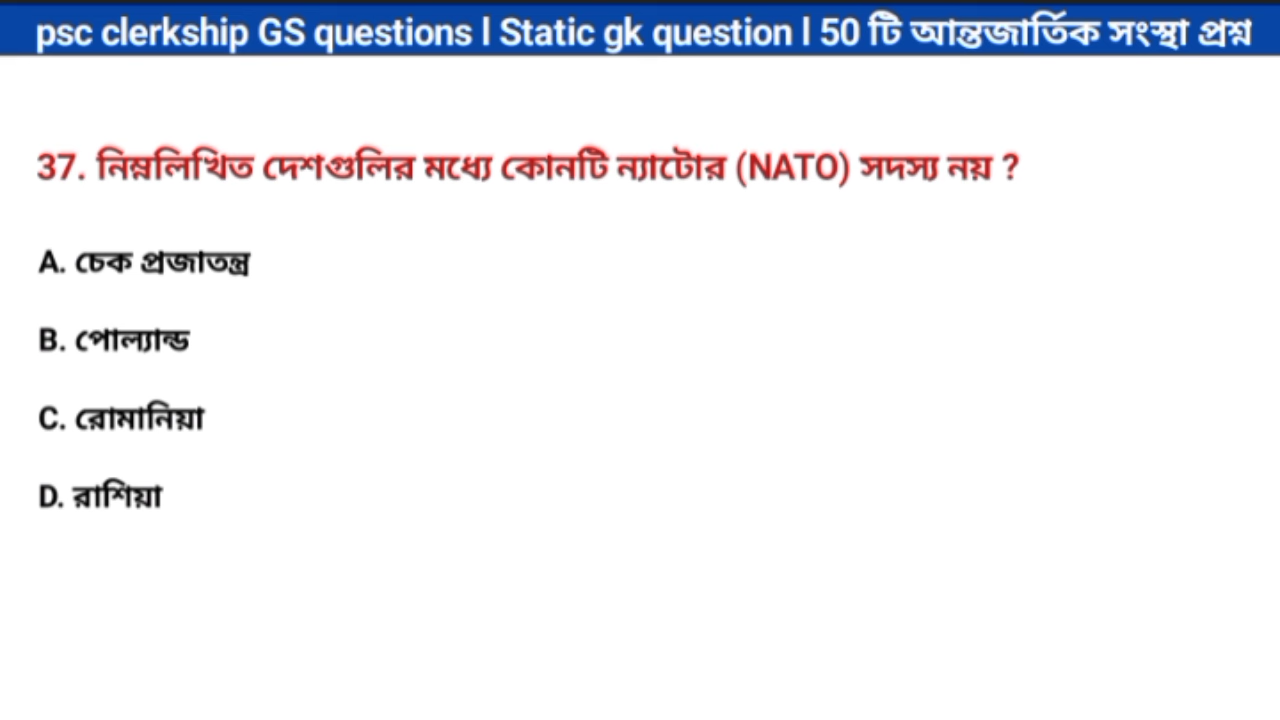 psc clerkship GS questions l Static gk question l 50 টি আন্তজার্তিক সংস্থা প্রশ্ন
37. নিম্নলিখিত দেশগুলির মধ্যে কোনটি ন্যাটোর (NATO) সদস্য নয় ?
A. চেক প্রজাতন্ত্র
B. পোল্যান্ড
C. রোমানিয়া
D. রাশিয়া